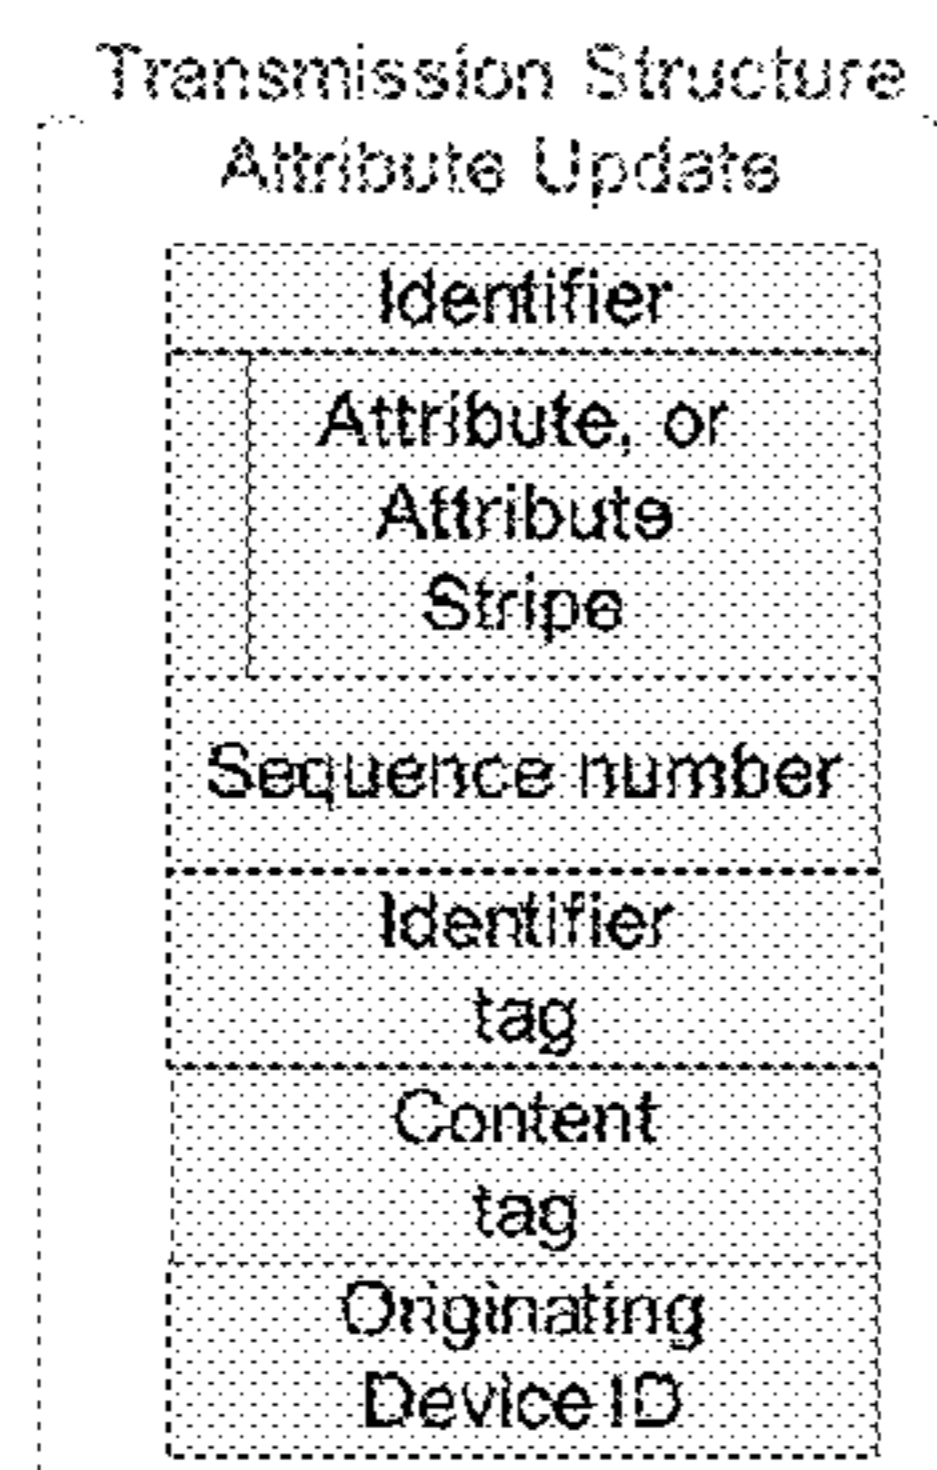 Transmission Structure
Attribute Update
Identifier
Attribute, or
Attribute
Stripe
Sequence number
Identifier
tag
Content
tag
Originating
Device ID